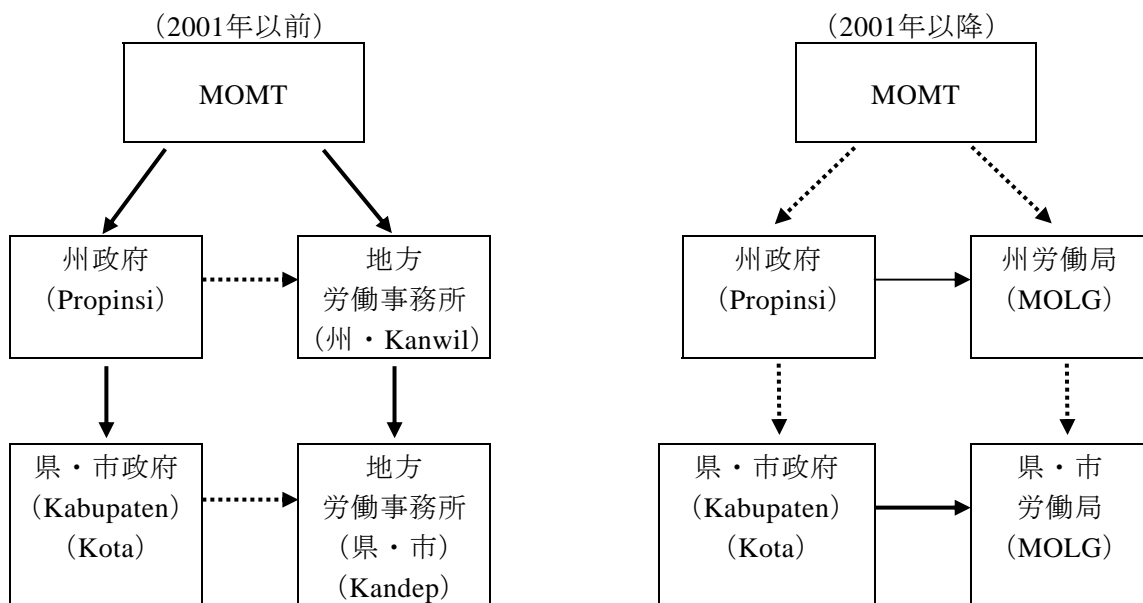 （2001年以前）
MOMT
州政府
（Propinsi）
地方
労働事務所
（州・Kanwil）
県・市政府
（Kabupaten）
（Kota）
地方
労働事務所
（県・市）
（Kandep）
（2001年以降）
MOMT
州政府
（Propinsi）
州労働局
（MOLG）
県・市政府
（Kabupaten）
（Kota）
県・市
労働局
（MOLG）